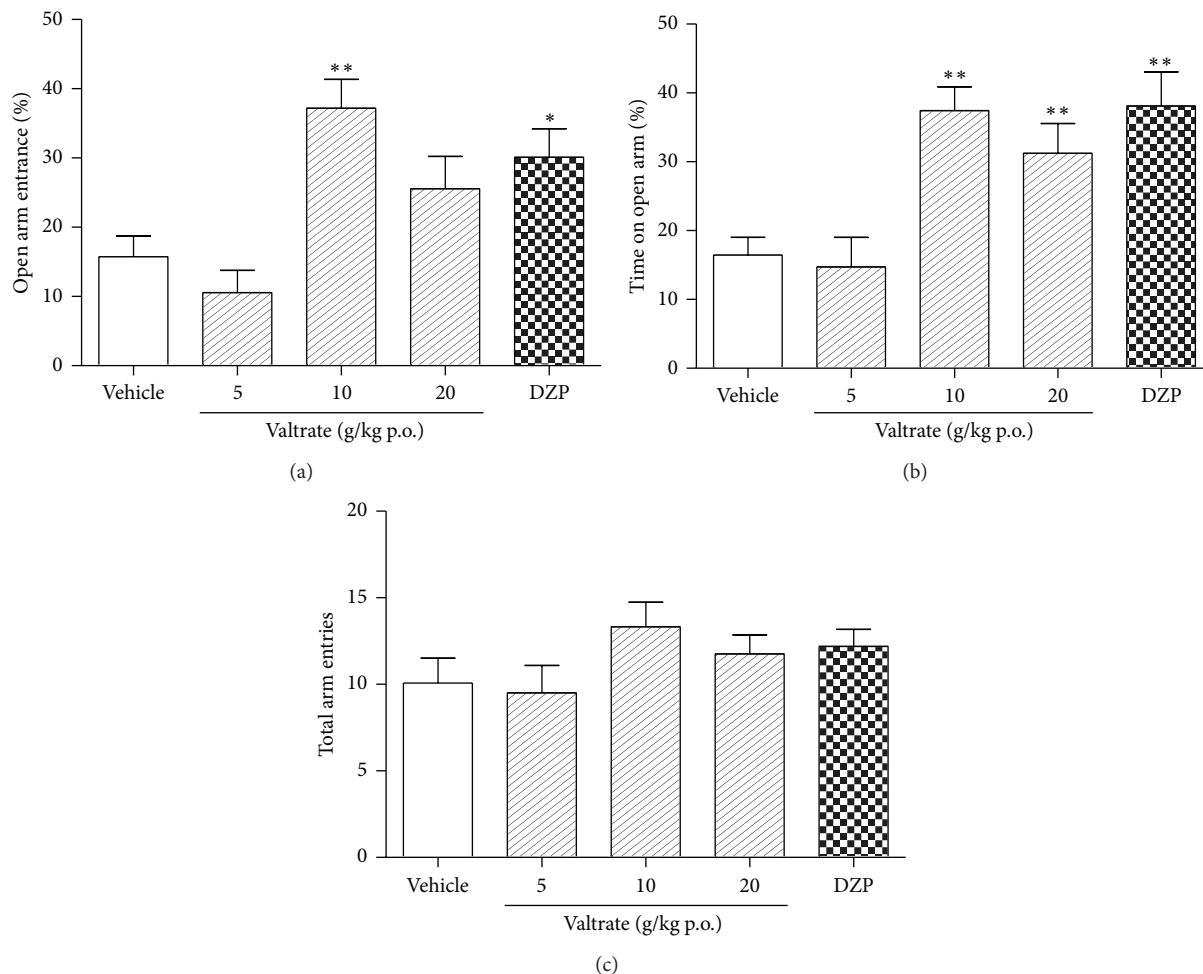 Open arm entrance (%)
50
40
30
20
10
0
**
*
Vehicle 5 10 20 DZP
Valtrate (g/kg p.o.)
(a)
Time on open arm (%)
50
40
30
20
10
0
**
**
**
Vehicle 5 10 20 DZP
Valtrate (g/kg p.o.)
(b)
Total arm entries
20
15
10
5
0
Vehicle 5 10 20 DZP
Valtrate (g/kg p.o.)
(c)